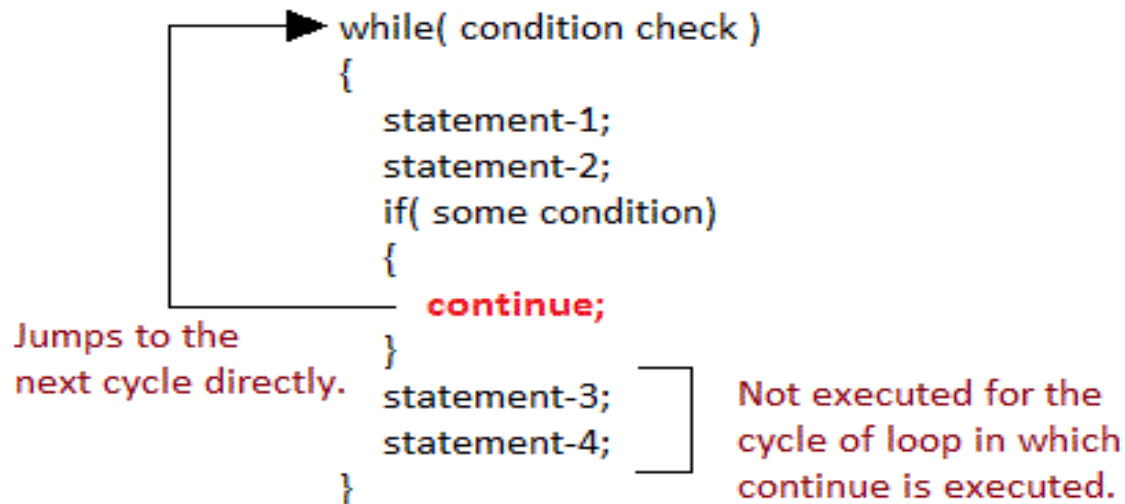 while( condition check )
{
statement-1;
statement-2;
if( some condition)
{
continue;
}
Jumps to the
next cycle directly.
statement-3;
statement-4;
}
Not executed for the
cycle of loop in which
continue is executed.